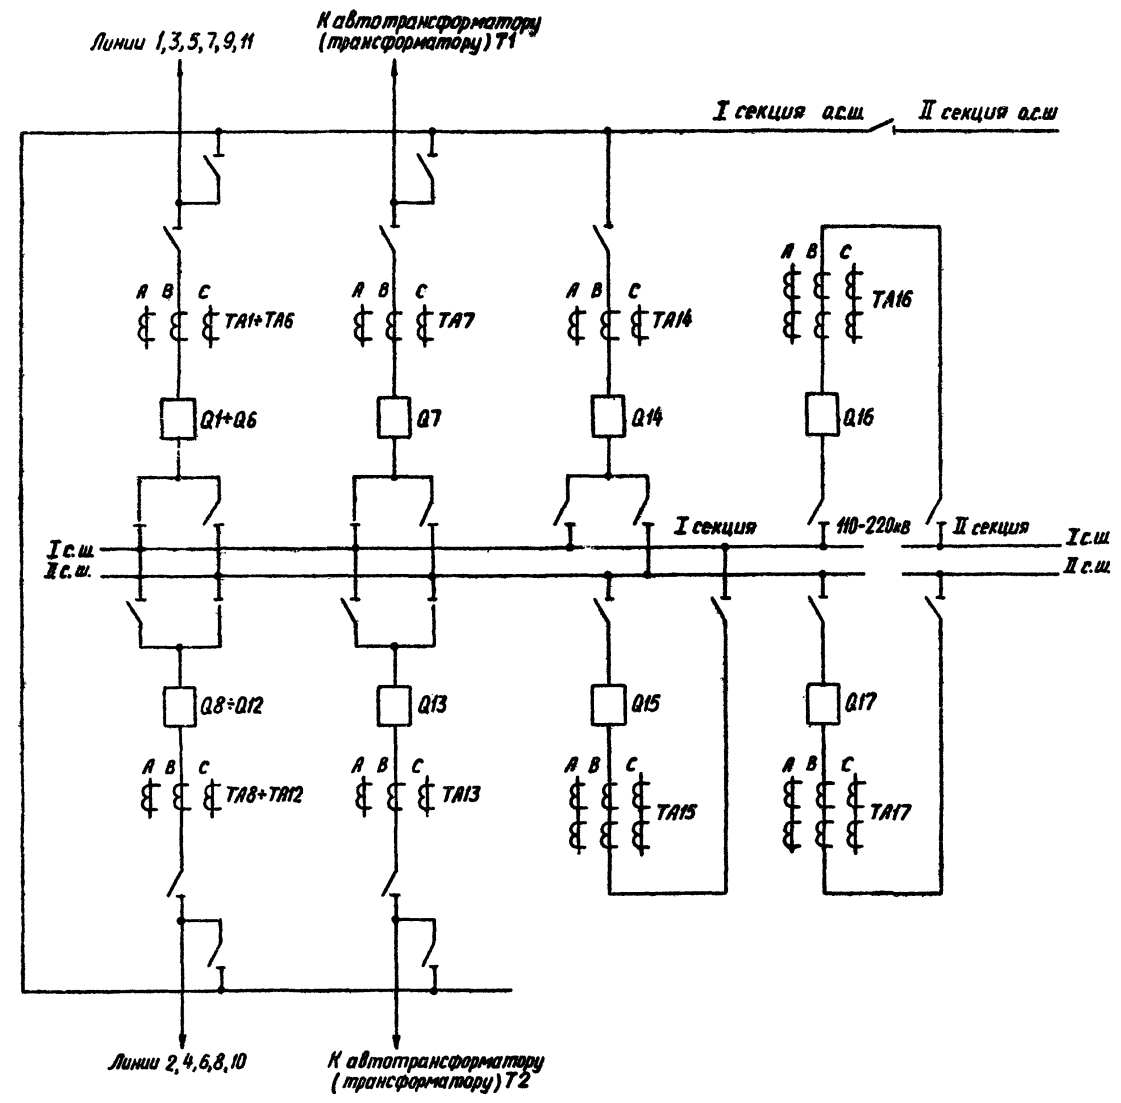 К автотрансформатору
Линии 1,3,5,7,9,11
(трансформатору) T1
I секция о.с.ш.
II секция о.с.ш
A B C
TA16
A B C
TA1÷TA6
A B C
TA7
A B C
TA14
Q1÷Q6
Q7
Q14
Q16
I секция
110-220кв
II секция
I с.ш.
I с.ш
II с.ш.
II с.ш.
Q8÷Q12
Q13
Q15
Q17
A B C
TA8÷TA12
A B C
TA13
A B C
TA15
A B C
TA17
Линии 2,4,6,8,10
К автотрансформатору
(трансформатору) T2